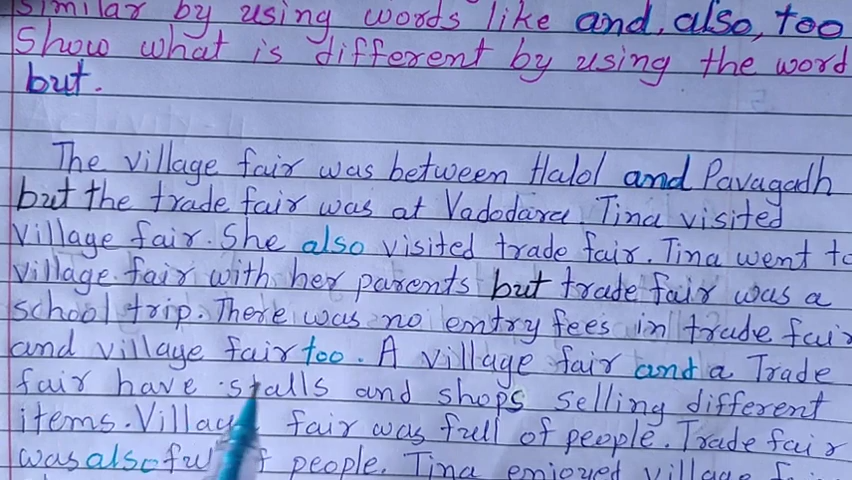 similar by using words like and, also, too
Show what is different by using the word
but.
The village fair was between Halol and Pavagadh
but the trade fair was at Vadodara. Tina visited
village fair. She also visited trade fair. Tina went to
village fair with her parents but trade fair was a
school trip. There was no entry fees in trade fair
and village fair too. A village fair and a Trade
fair have stalls and shops selling different
items. Village fair was full of people. Trade fair
was also of people. Tina enjoyed village